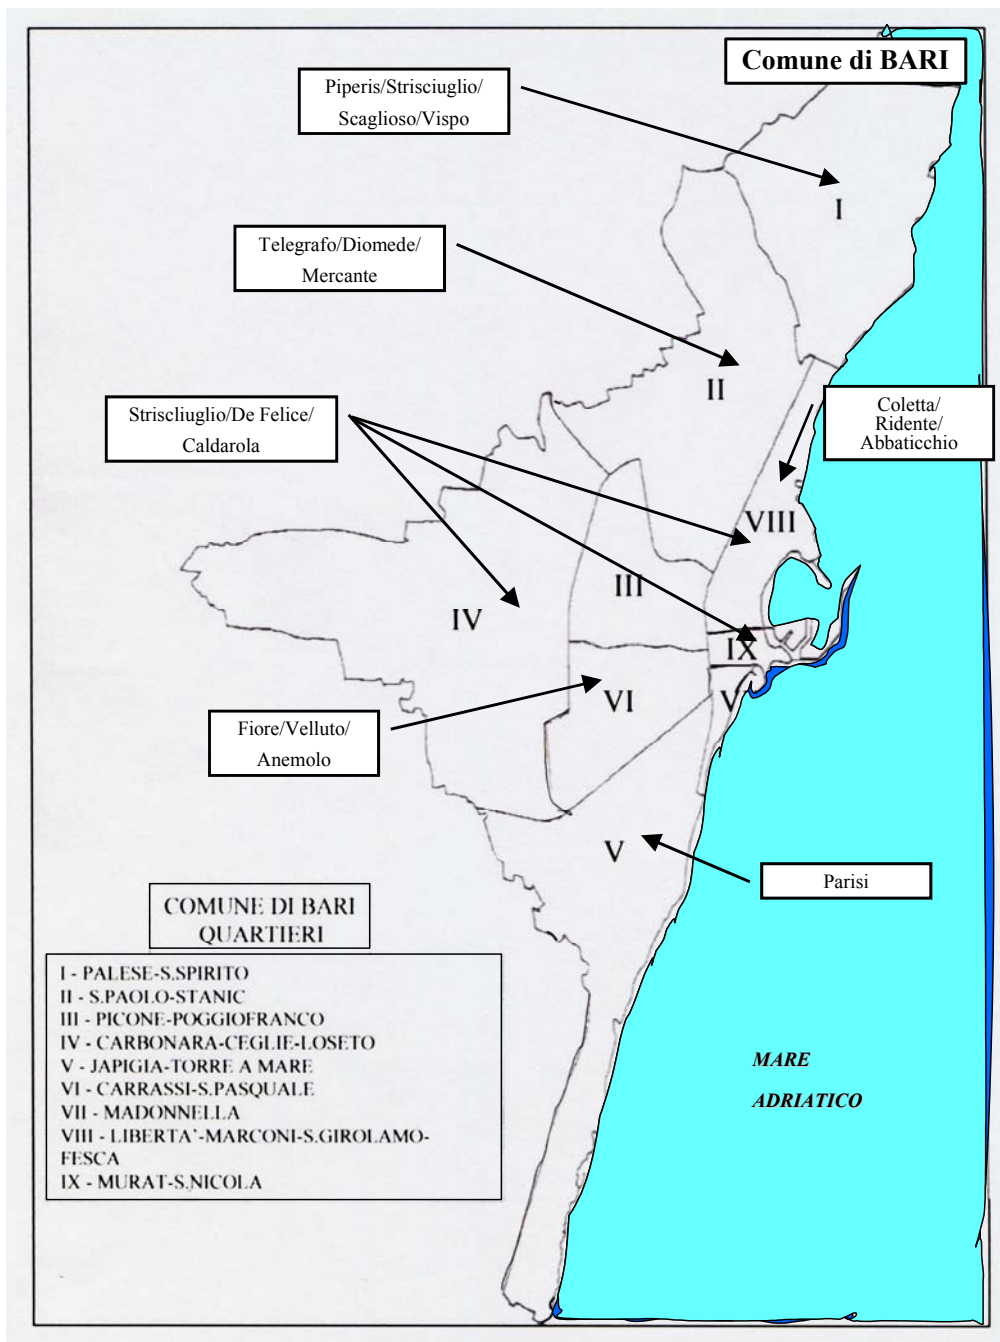 Comune di BARI
Piperis/Strisciuglio/
Scaglioso/Vispo
I
Telegrafo/Diomede/
Mercante
II
Striscliuglio/De Felice/
Caldarola
Coletta/
Ridente/
Abbaticchio
VIII
III
IV
IX
VI
V
Fiore/Velluto/
Anemolo
V
Parisi
COMUNE DI BARI
QUARTIERI
I - PALESE-S.SPIRITO
II - S.PAOLO-STANIC
III - PICONE-POGGIOFRANCO
IV - CARBONARA-CEGLIE-LOSETO
V - JAPIGIA-TORRE A MARE
VI - CARRASSI-S.PASQUALE
VII - MADONNELLA
VIII - LIBERTA'-MARCONI-S.GIROLAMO-
FESCA
IX - MURAT-S.NICOLA
MARE
ADRIATICO